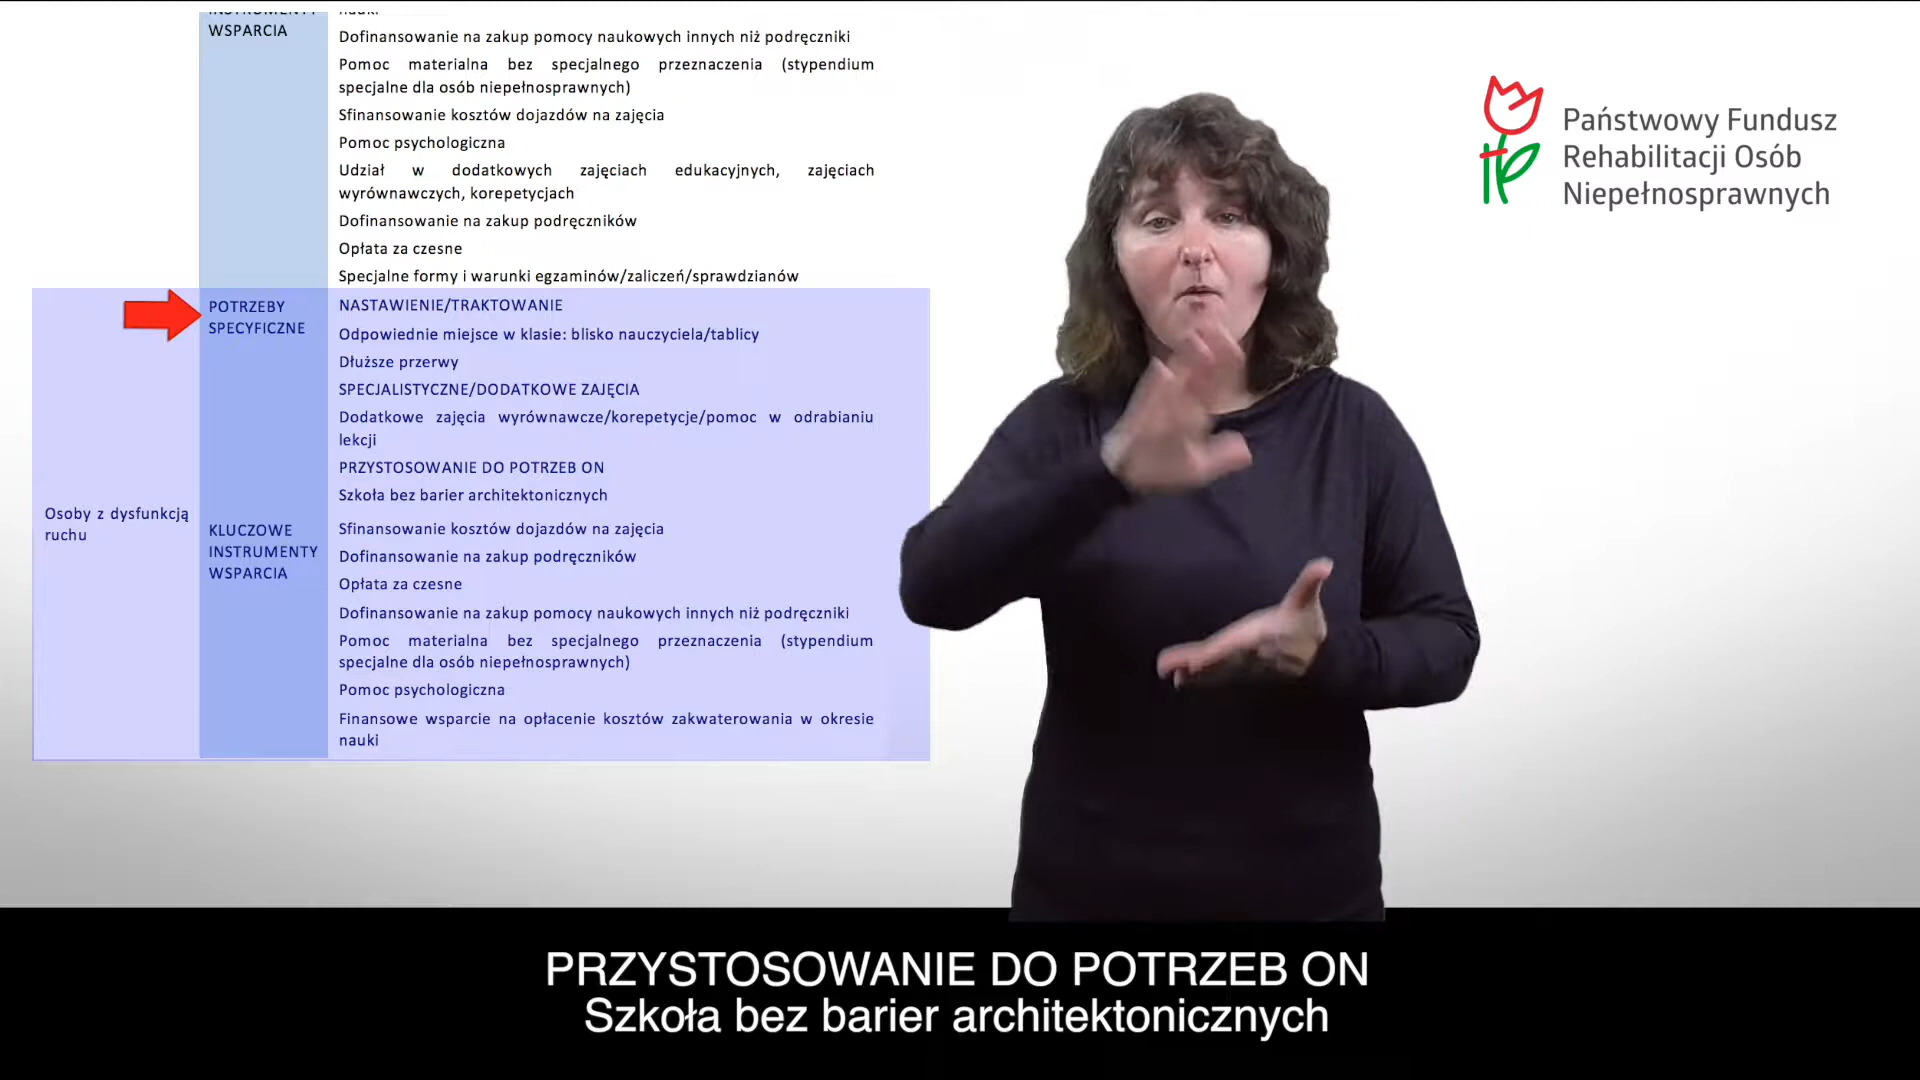 WSPARCIA
Dofinansowanie na zakup pomocy naukowych innych niż podręczniki
Pomoc materialna bez specjalnego przeznaczenia (stypendium
specjalne dla osób niepełnosprawnych)
Sfinansowanie kosztów dojazdów na zajęcia
Pomoc psychologiczna
Udział w dodatkowych zajęciach edukacyjnych, zajęciach
wyrównawczych, korepetycjach
Dofinansowanie na zakup podręczników
Opłata za czesne
Specjalne formy i warunki egzaminów/zaliczeń/sprawdzianów
Osoby z dysfunkcją
ruchu
POTRZEBY
SPECYFICZNE
NASTAWIENIE/TRAKTOWANIE
Odpowiednie miejsce w klasie: blisko nauczyciela/tablicy
Dłuższe przerwy
SPECJALISTYCZNE/DODATKOWE ZAJĘCIA
Dodatkowe zajęcia wyrównawcze/korepetycje/pomoc w odrabianiu
lekcji
PRZYSTOSOWANIE DO POTRZEB ON
Szkoła bez barier architektonicznych
KLUCZOWE
INSTRUMENTY
WSPARCIA
Sfinansowanie kosztów dojazdów na zajęcia
Dofinansowanie na zakup podręczników
Opłata za czesne
Dofinansowanie na zakup pomocy naukowych innych niż podręczniki
Pomoc materialna bez specjalnego przeznaczenia (stypendium
specjalne dla osób niepełnosprawnych)
Pomoc psychologiczna
Finansowe wsparcie na opłacenie kosztów zakwaterowania w okresie
nauki
Państwowy Fundusz
Rehabilitacji Osób
Niepełnosprawnych
PRZYSTOSOWANIE DO POTRZEB ON
Szkoła bez barier architektonicznych